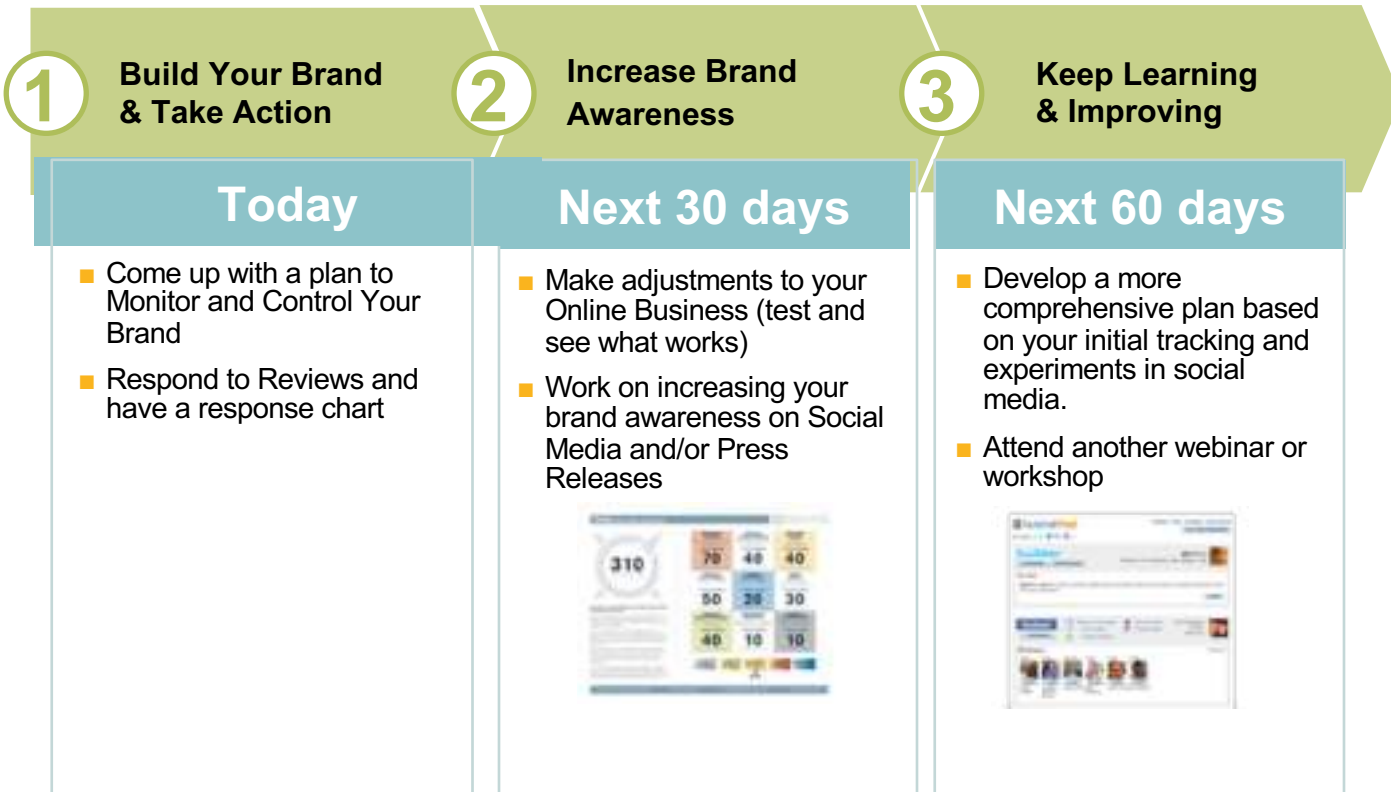 1
Build Your Brand
& Take Action
2
Increase Brand
Awareness
3
Keep Learning
& Improving
Today
Come up with a plan to
Monitor and Control Your
Brand
Respond to Reviews and
have a response chart
Next 30 days
Make adjustments to your
Online Business (test and
see what works)
Work on increasing your
brand awareness on Social
Media and/or Press
Releases
310
70 40 40
50 20 30
40 10 10
Next 60 days
Develop a more
comprehensive plan based
on your initial tracking and
experiments in social
media.
Attend another webinar or
workshop